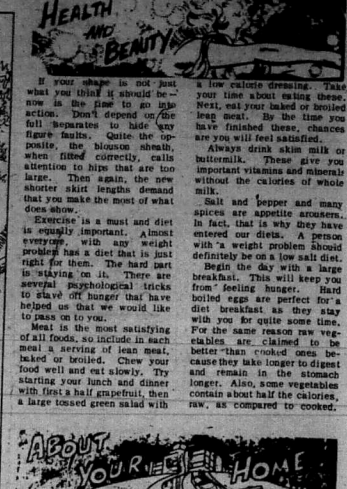 HEALTH
AND
BEAUTY
If your shape is not just
what you think it should be-
now is the time to go into
action. Don't depend on the
full separates to hide any
figure faults. Quite the op-
posite, the blouson sheath,
when fitted correctly, calls
attention to hips that are too
large. Then again, the new
shorter skirt lengths demand
that you make the most of what
does show.
Exercise is a must and diet
is equally important. Almost
everyone, with any weight
problem has a diet that is just
right for them. The hard part
is staying on it. There are
several psychological tricks
to stave off hunger that have
helped us that we would like
to pass on to you.
Meat is the most satisfying
of all foods, so include in each
meal a serving of lean meat,
baked or broiled. Chew your
food well and eat slowly. Try
starting your lunch and dinner
with first a half grapefruit, then
a large tossed green salad with
a low calorie dressing.. Take
your time about eating these.
Next, eat your baked or broiled
lean meat. By the time you
have finished these, chances
are you will feel satisfied.
Always drink skim milk or
buttermilk. These give you
important vitamins and minerals
without the calories of whole
milk.
Salt and pepper and many
spices are appetite arousers..
In fact, that is why they have
entered our diets. A person
with a weight problem should
definitely be on a low salt diet.
Begin the day with a large
breakfast. This will keep you
from feeling hunger. Hard
boiled eggs are perfect for a
diet breakfast as they stay
with you for quite some time.
For the same reason raw veg-
etables are claimed to be
better than cooked ones be-
cause they take longer to digest
and remain in the stomach
longer. Also, some vegetables
contain about half the calories,
raw, as compared to cooked.
ABOUT
YOUR
HOME